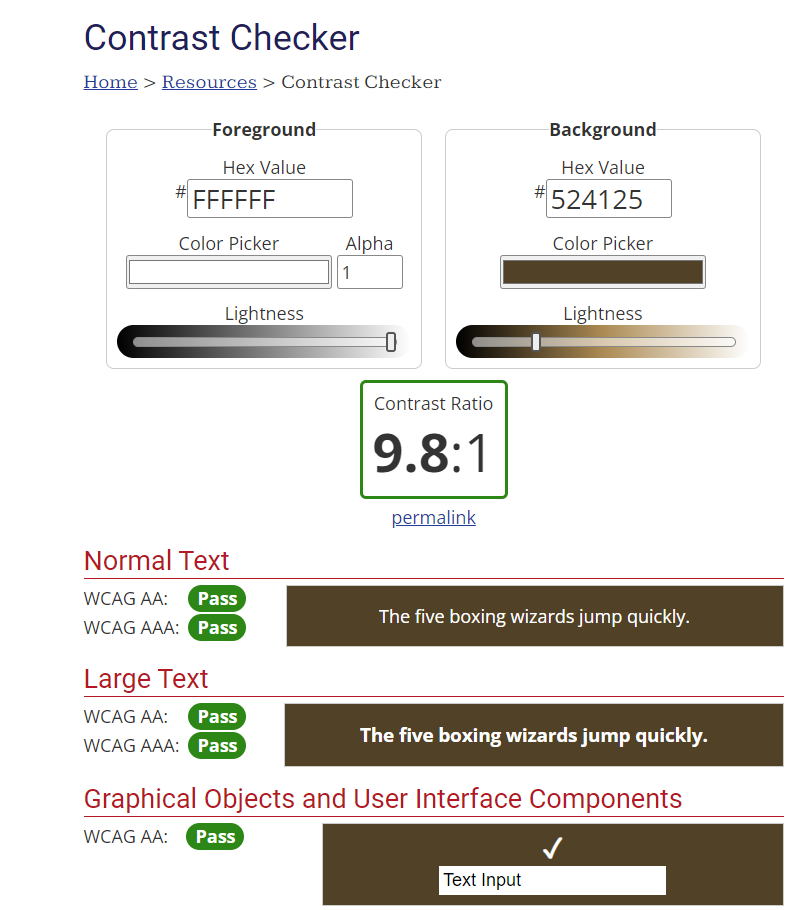 Contrast Checker
Home > Resources > Contrast Checker
Foreground
Hex Value
# FFFFFF
Color Picker Alpha
1
Lightness
Background
Hex Value
# 524125
Color Picker
Lightness
Contrast Ratio
9.8:1
permalink
Normal Text
WCAG AA: Pass
WCAG AAA: Pass
The five boxing wizards jump quickly.
Large Text
WCAG AA: Pass
WCAG AAA: Pass
The five boxing wizards jump quickly.
Graphical Objects and User Interface Components
WCAG AA: Pass
✓
Text Input